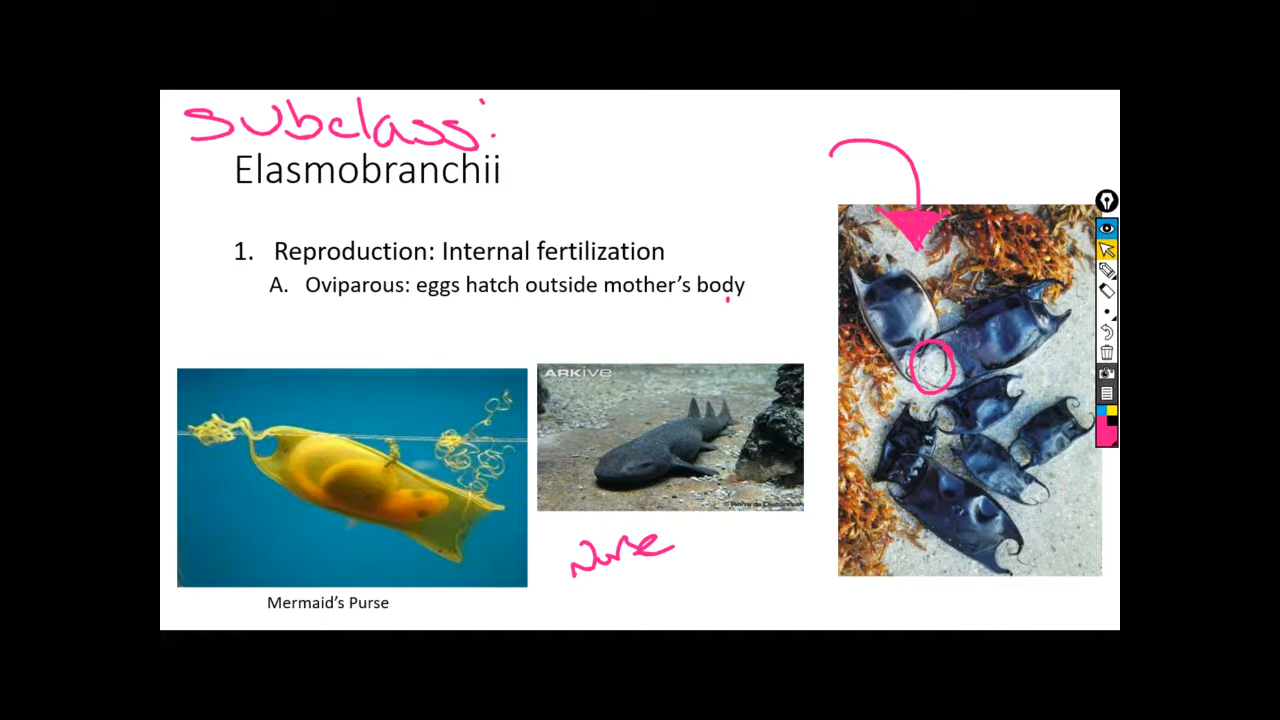 subclass:
Elasmobranchii
1. Reproduction: Internal fertilization
A. Oviparous: eggs hatch outside mother's body
ARKIVE
Nurse
Mermaid's Purse